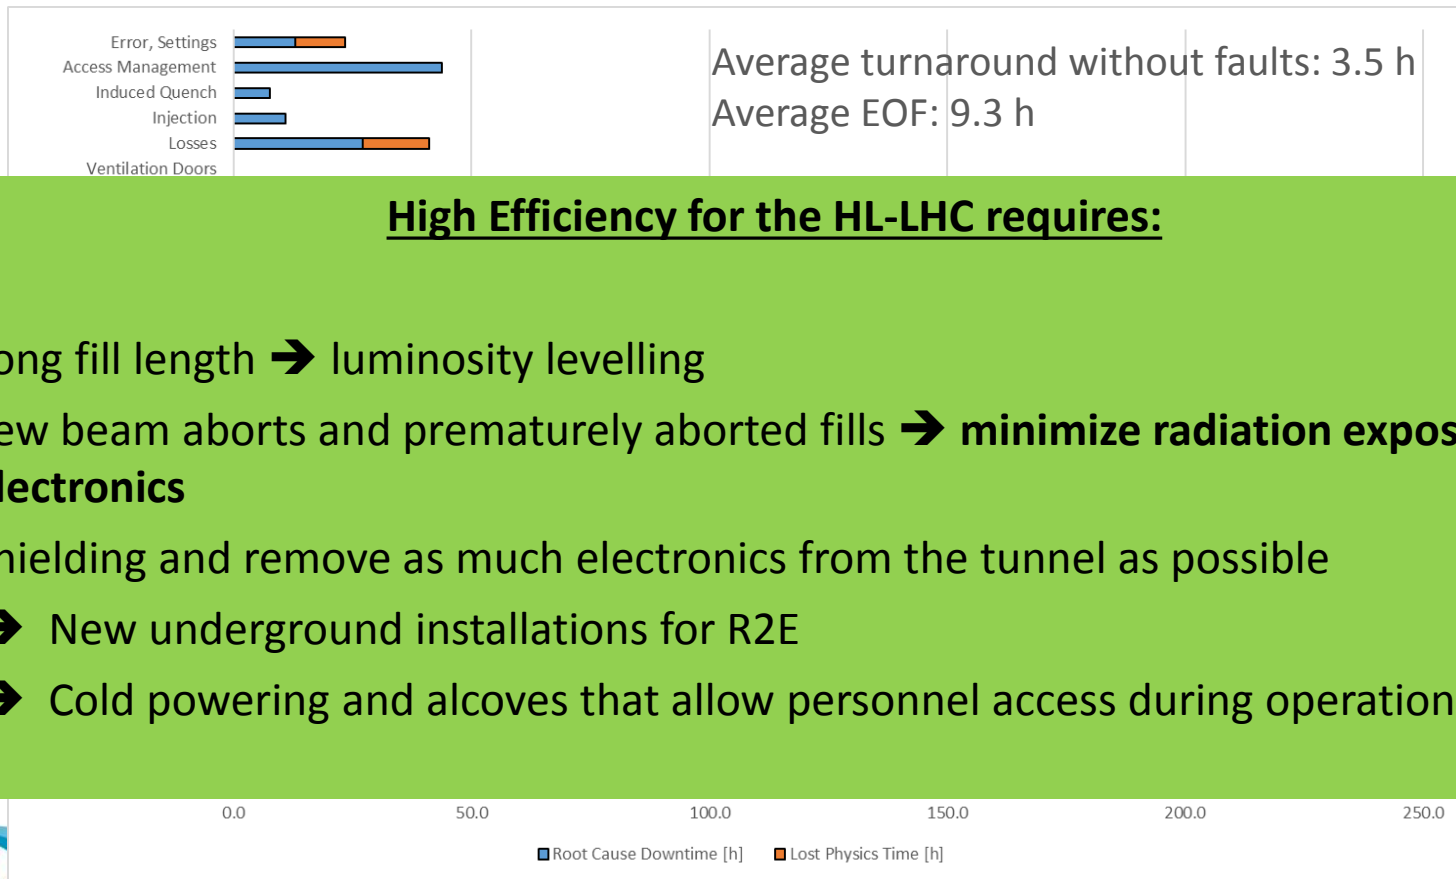 Error, Settings
Access Management
Induced Quench
Injection
Losses
Ventilation Doors
Average turnaround without faults: 3.5 h
Average EOF: 9.3 h
High Efficiency for the HL-LHC requires:
ong fill length ➔ luminosity levelling
ew beam aborts and prematurely aborted fills ➔ minimize radiation expos
lectronics
hielding and remove as much electronics from the tunnel as possible
➔ New underground installations for R2E
➔ Cold powering and alcoves that allow personnel access during operation
0.0 50.0 100.0 150.0 200.0 250.0
Root Cause Downtime [h] Lost Physics Time [h]